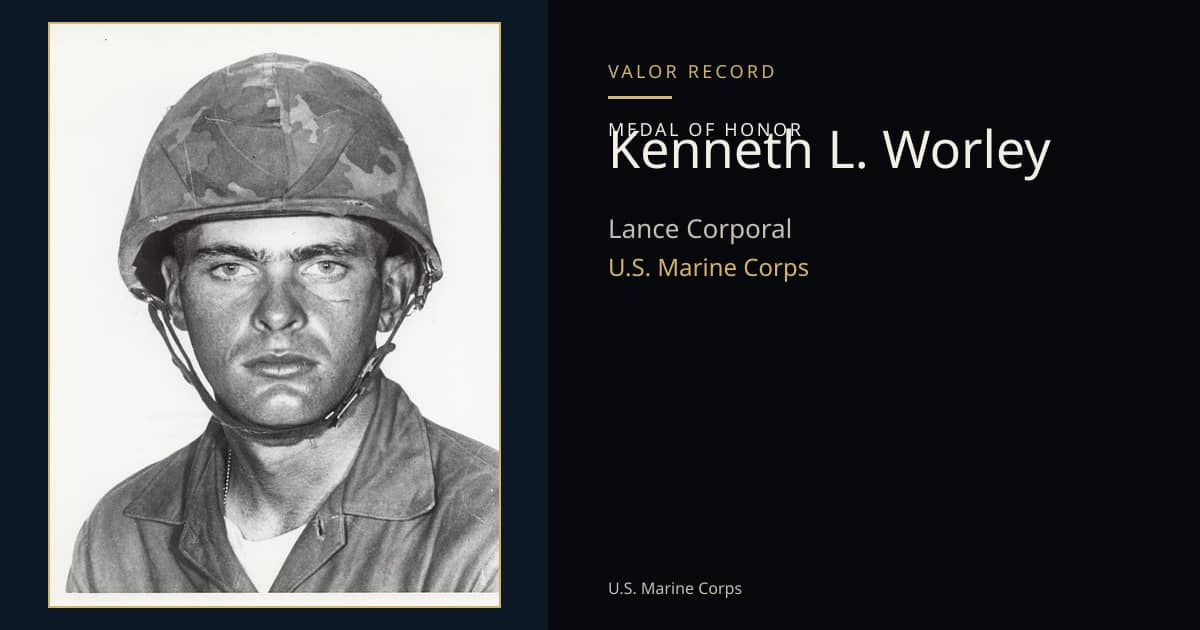 VALOR RECORD
MEDAL OF HONOR
Kenneth L. Worley
Lance Corporal
U.S. Marine Corps
U.S. Marine Corps